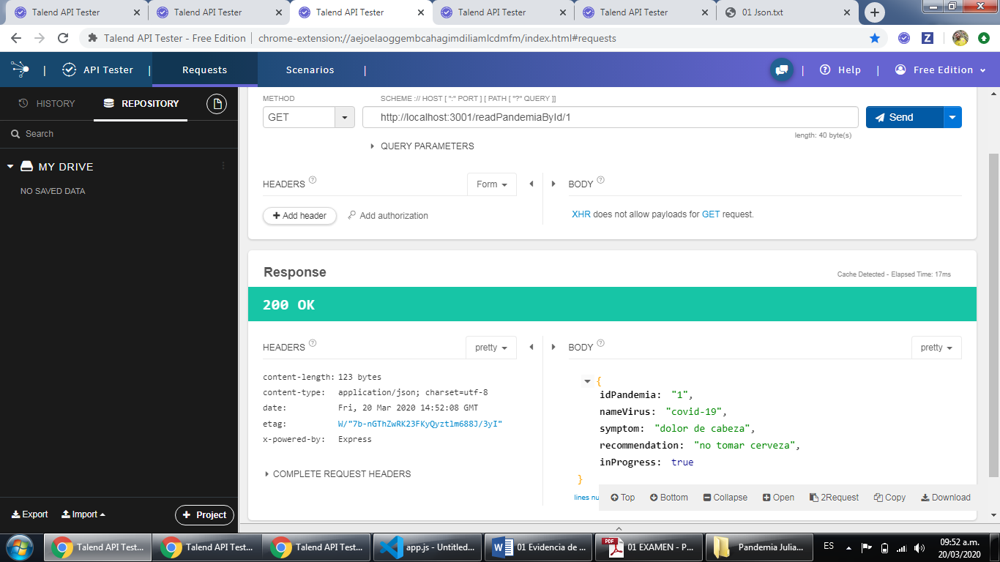 Talend API Tester
Talend API Tester
Talend API Tester
Talend API Tester
Talend API Tester
01 Json.txt
Talend API Tester - Free Edition | chrome-extension://aejoelaoggembcahagimdiliamlcdmfm/index.html#requests
API Tester
Requests
Scenarios
Help
Free Edition
HISTORY
REPOSITORY
Search
MY DRIVE
NO SAVED DATA
Export
Import
Project
METHOD
SCHEME :// HOST [ ":" PORT ] [ PATH [ "?" QUERY ]]
GET
http://localhost:3001/readPandemiaById/1
Send
length: 40 byte(s)
QUERY PARAMETERS
HEADERS
Form
BODY
Add header
Add authorization
XHR does not allow payloads for GET request.
Response
Cache Detected - Elapsed Time: 17ms
200 OK
HEADERS
pretty
BODY
pretty
content-length: 123 bytes
content-type: application/json; charset=utf-8
date: Fri, 20 Mar 2020 14:52:08 GMT
etag: W/"7b-nGThZwRK23FKyQyztlm688J/3yI"
x-powered-by: Express
COMPLETE REQUEST HEADERS
{
idPandemia: "1",
nameVirus: "covid-19",
symptom: "dolor de cabeza",
recommendation: "no tomar cerveza",
inProgress: true
}
lines nu
Top
Bottom
Collapse
Open
2Request
Copy
Download
Talend API Test...
Talend API Test...
Talend API Test...
app.js - Untitled...
01 Evidencia de ...
01 EXAMEN - P...
Pandemia Julia...
ES
09:52 a.m.
20/03/2020